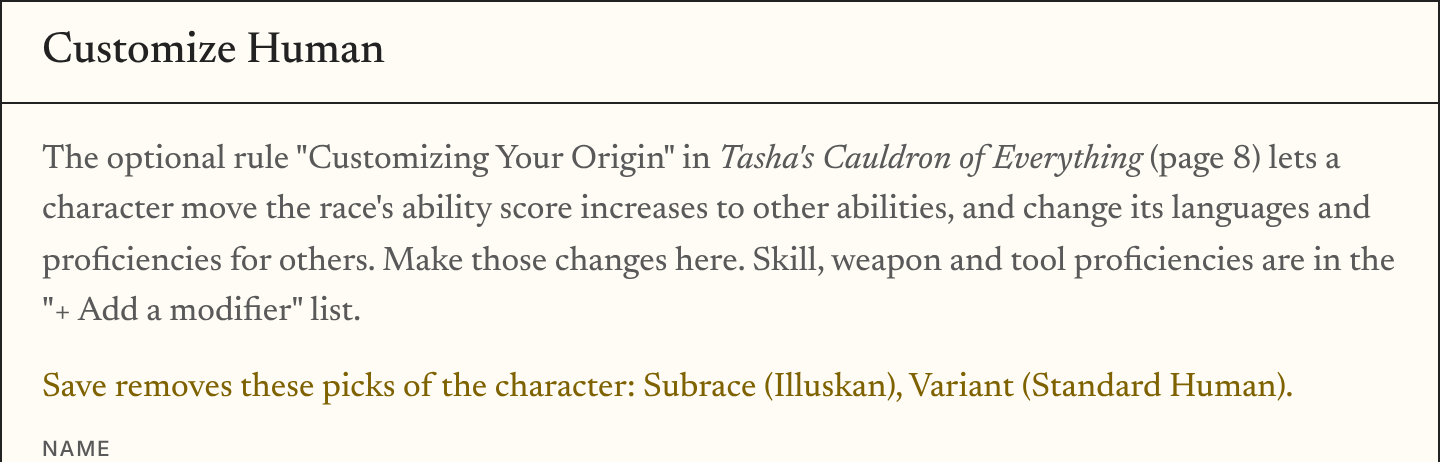 Customize Human
The optional rule "Customizing Your Origin" in Tasha's Cauldron of Everything (page 8) lets a
character move the race's ability score increases to other abilities, and change its languages and
proficiencies for others. Make those changes here. Skill, weapon and tool proficiencies are in the
"+ Add a modifier" list.
Save removes these picks of the character: Subrace (Illuskan), Variant (Standard Human).
NAME